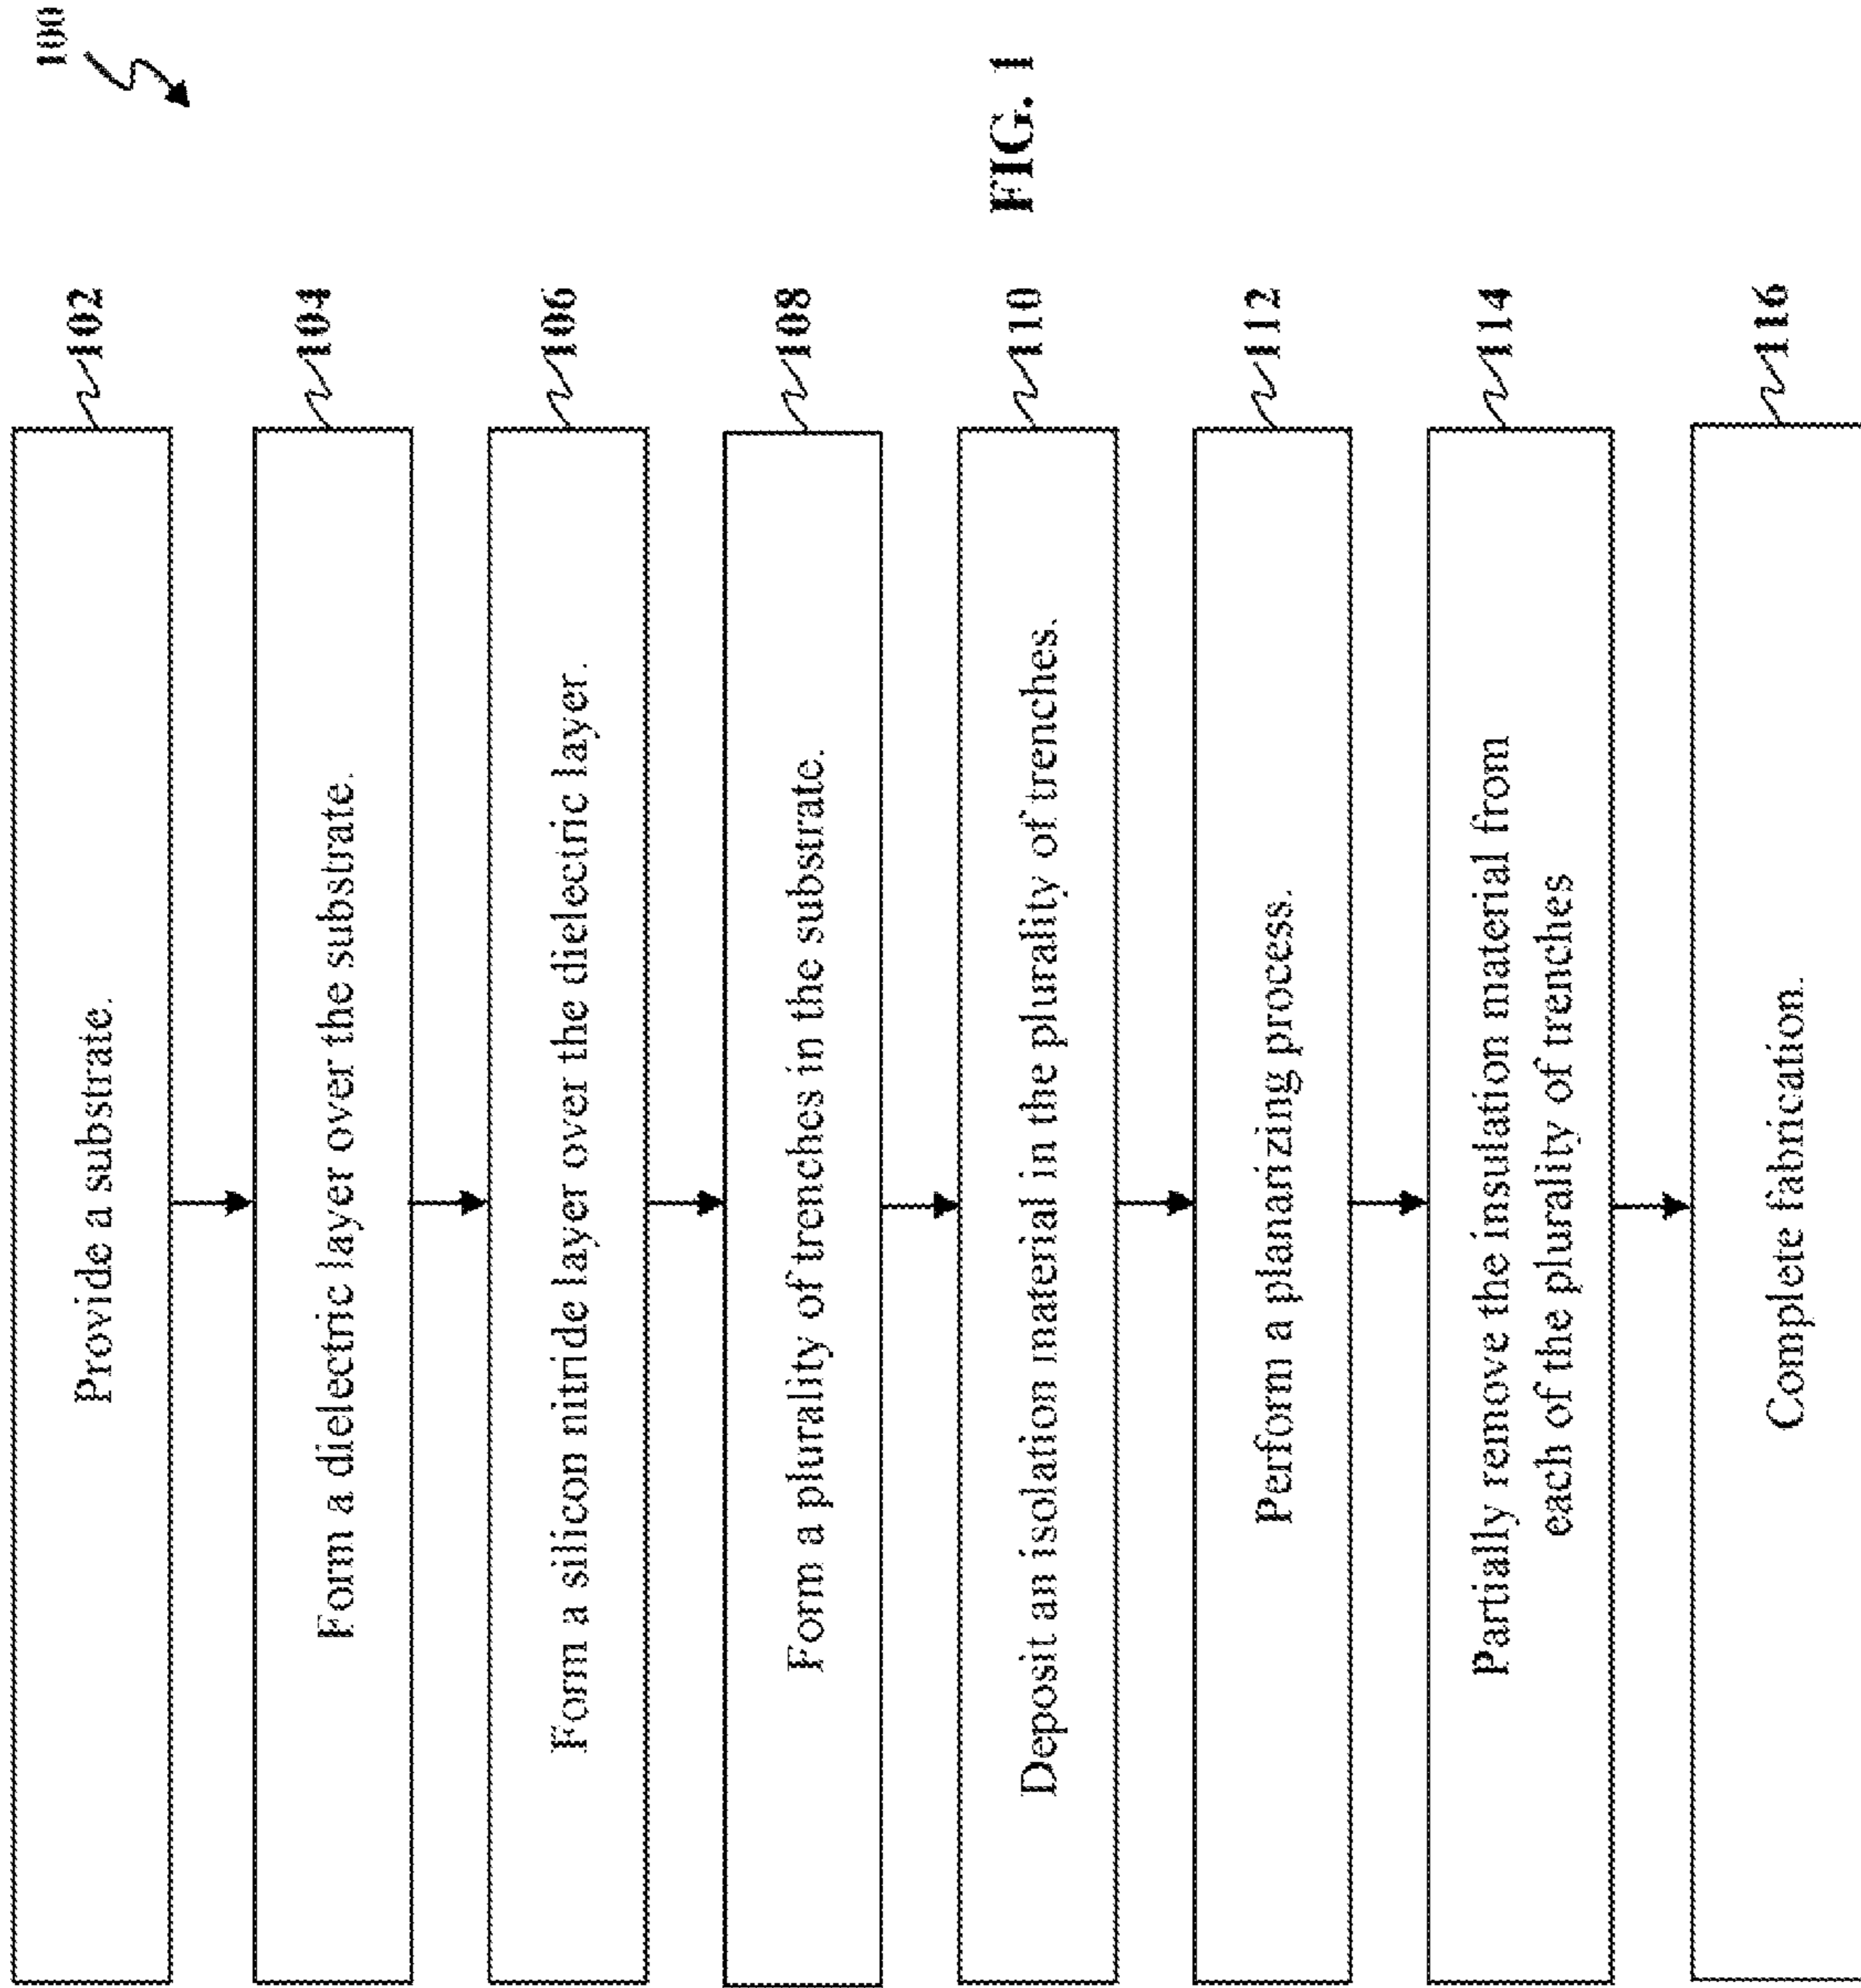 100
Provide a substrate.
102
Form a dielectric layer over the substrate.
104
Form a silicon nitride layer over the dielectric layer.
106
Form a plurality of trenches in the substrate.
108
Deposit an isolation material in the plurality of trenches.
110
Perform a planarizing process.
112
Partially remove the insulation material from
each of the plurality of trenches
114
Complete fabrication.
116
FIG. 1